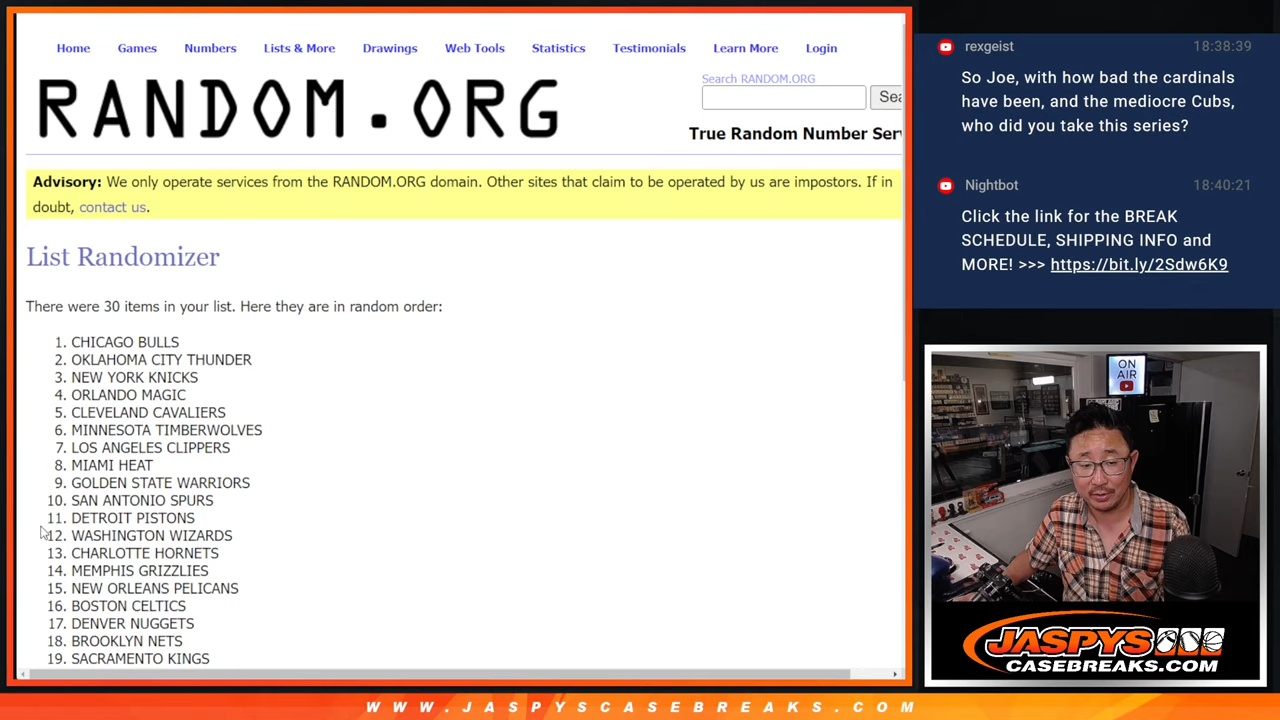 Home Games Numbers Lists & More Drawings Web Tools Statistics Testimonials Learn More Login
RANDOM.ORG
Search RANDOM.ORG
Sea
True Random Number Serv
Advisory: We only operate services from the RANDOM.ORG domain. Other sites that claim to be operated by us are impostors. If in
doubt, contact us.
List Randomizer
There were 30 items in your list. Here they are in random order:
1. CHICAGO BULLS
2. OKLAHOMA CITY THUNDER
3. NEW YORK KNICKS
4. ORLANDO MAGIC
5. CLEVELAND CAVALIERS
6. MINNESOTA TIMBERWOLVES
7. LOS ANGELES CLIPPERS
8. MIAMI HEAT
9. GOLDEN STATE WARRIORS
10. SAN ANTONIO SPURS
11. DETROIT PISTONS
12. WASHINGTON WIZARDS
13. CHARLOTTE HORNETS
14. MEMPHIS GRIZZLIES
15. NEW ORLEANS PELICANS
16. BOSTON CELTICS
17. DENVER NUGGETS
18. BROOKLYN NETS
19. SACRAMENTO KINGS
rexgeist 18:38:39
So Joe, with how bad the cardinals
have been, and the mediocre Cubs,
who did you take this series?
Nightbot 18:40:21
Click the link for the BREAK
SCHEDULE, SHIPPING INFO and
MORE! >>> https://bit.ly/2Sdw6K9
ON
AIR
JASPYS
CASEBREAKS.COM
WWW.JASPYSCASEBREAKS.COM